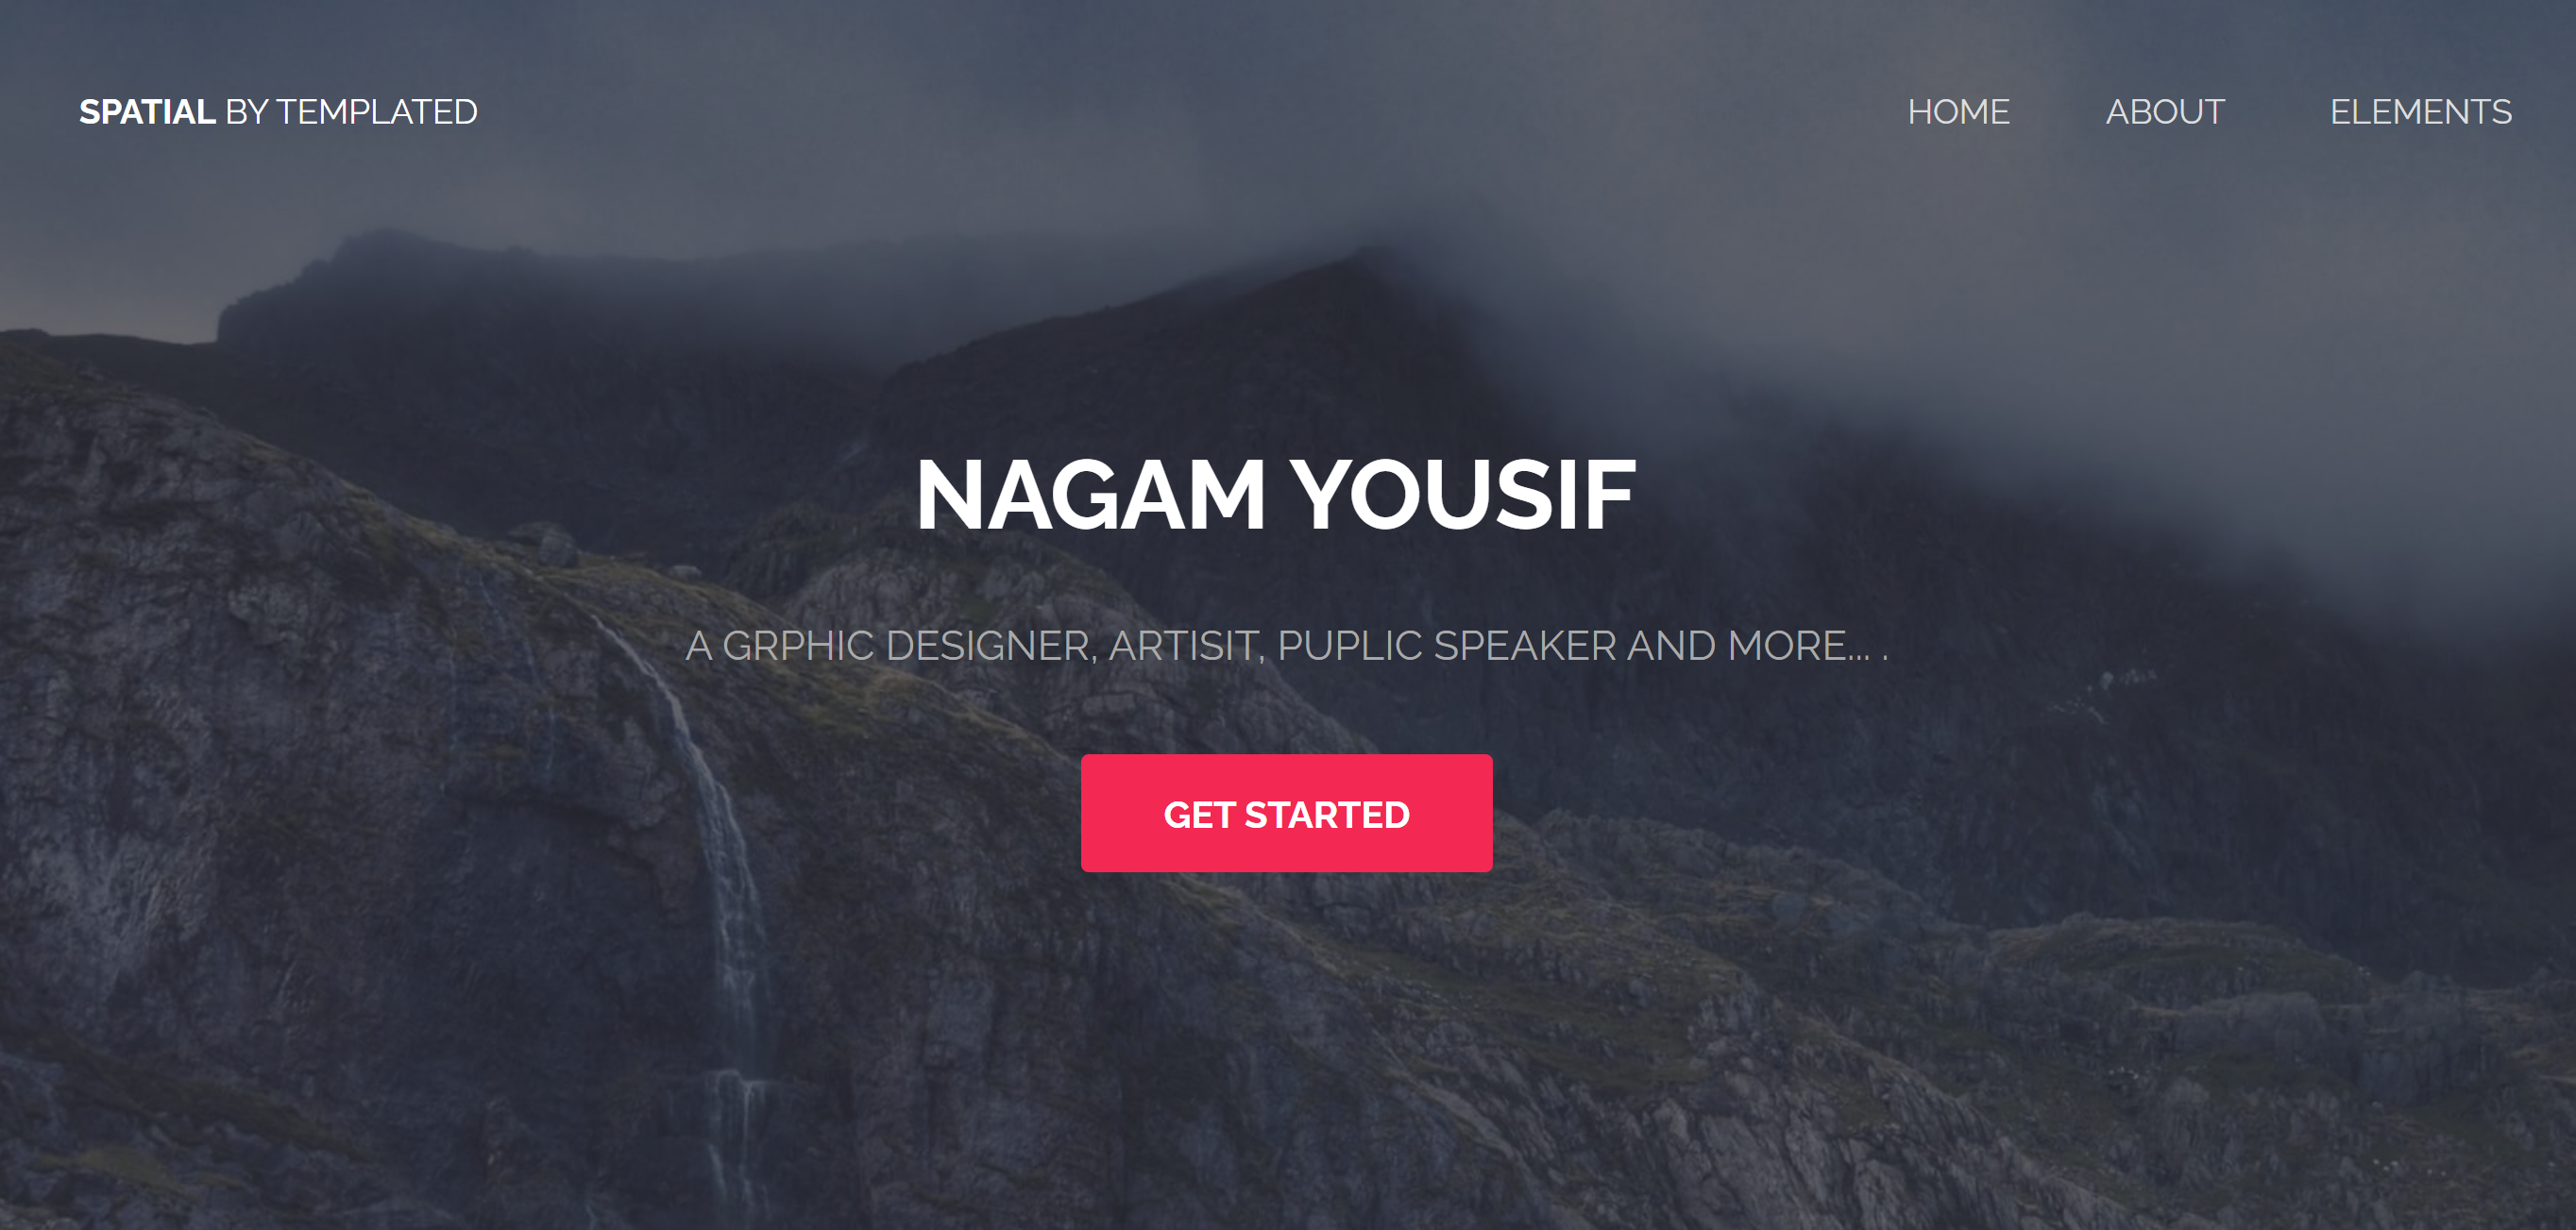 SPATIAL BY TEMPLATED
HOME ABOUT ELEMENTS
NAGAM YOUSIF
A GRPHIC DESIGNER, ARTISIT, PUPLIC SPEAKER AND MORE... .
GET STARTED